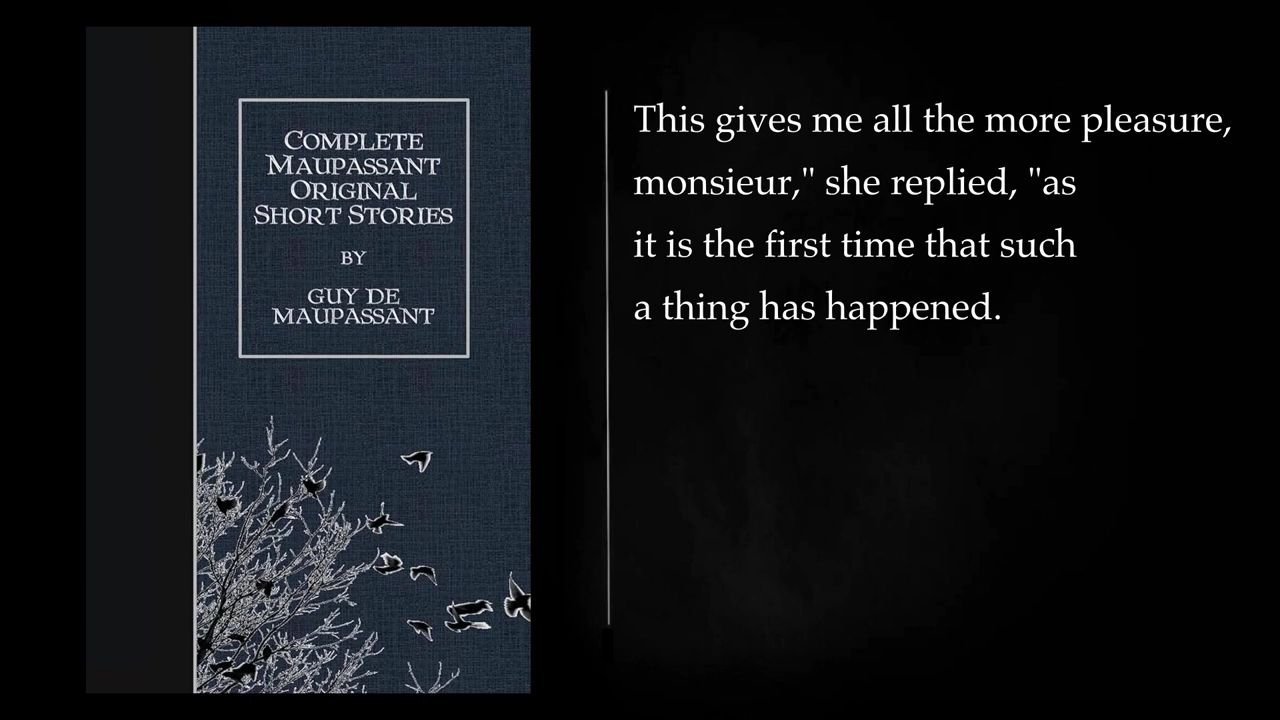 COMPLETE
MAUPASSANT
ORIGINAL
SHORT STORIES
BY
GUY DE
MAUPASSANT
This gives me all the more pleasure,
monsieur," she replied, "as
it is the first time that such
a thing has happened.